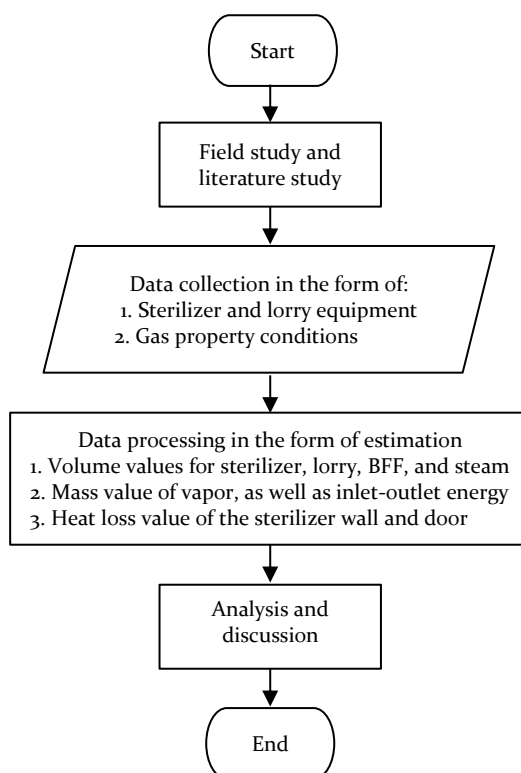 Start
Field study and
literature study
Data collection in the form of:
1. Sterilizer and lorry equipment
2. Gas property conditions
Data processing in the form of estimation
1. Volume values for sterilizer, lorry, BFF, and steam
2. Mass value of vapor, as well as inlet-outlet energy
3. Heat loss value of the sterilizer wall and door
Analysis and
discussion
End